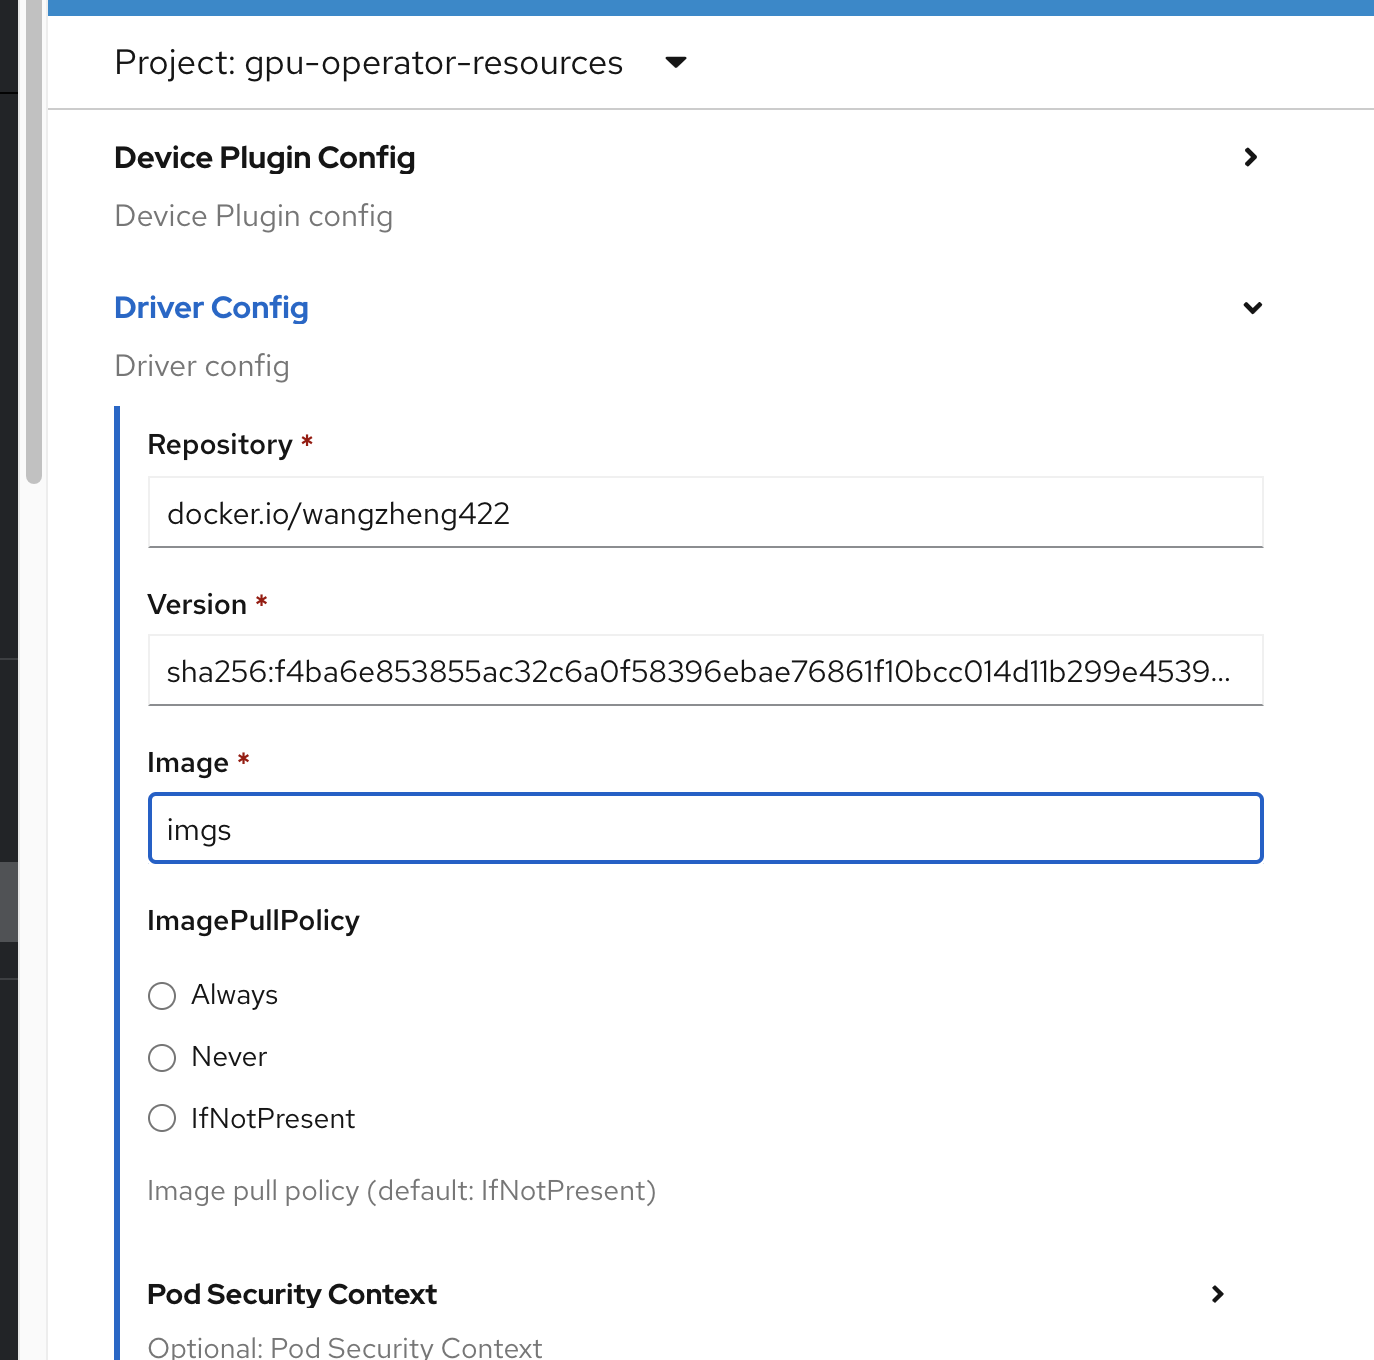 Project: gpu-operator-resources
Device Plugin Config
Device Plugin config
Driver Config
Driver config
Repository *
docker.io/wangzheng422
Version *
sha256:f4ba6e853855ac32c6a0f58396ebae76861f10bcc014d11b299e4539...
Image *
imgs
ImagePullPolicy
Always
Never
IfNotPresent
Image pull policy (default: IfNotPresent)
Pod Security Context
Optional: Pod Security Context